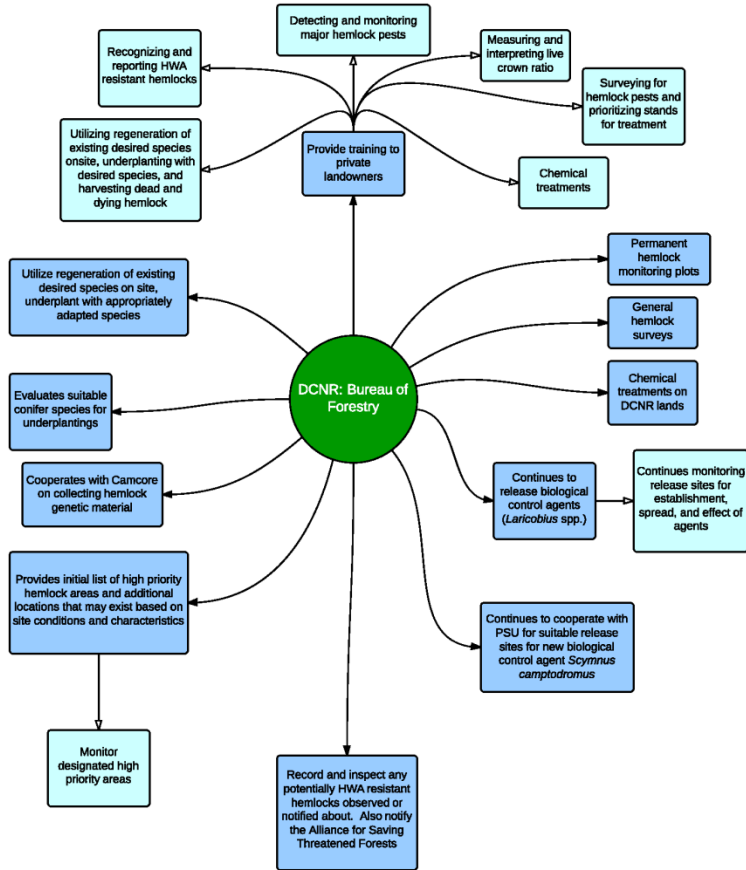 Detecting and monitoring
major hemlock pests
Recognizing and
reporting HWA
resistant hemlocks
Measuring and
interpreting live
crown ratio
Surveying for
hemlock pests and
prioritizing stands
for treatment
Utilizing regeneration of
existing desired species
onsite, underplanting with
desired species, and
harvesting dead and
dying hemlock
Provide training to
private
landowners
Chemical
treatments
Permanent
hemlock
monitoring plots
Utilize regeneration of existing
desired species on site,
underplant with appropriately
adapted species
General
hemlock
surveys
DCNR: Bureau of
Forestry
Chemical
treatments on
DCNR lands
Evaluates suitable
conifer species for
underplantings
Cooperates with Camcore
on collecting hemlock
genetic material
Continues to
release biological
control agents
(Laricobius spp.)
Continues monitoring
release sites for
establishment,
spread, and effect of
agents
Provides initial list of high priority
hemlock areas and additional
locations that may exist based on
site conditions and characteristics
Continues to cooperate with
PSU for suitable release
sites for new biological
control agent Scymnus
camptodromus
Monitor
designated high
priority areas
Record and inspect any
potentially HWA resistant
hemlocks observed or
notified about. Also notify
the Alliance for Saving
Threatened Forests